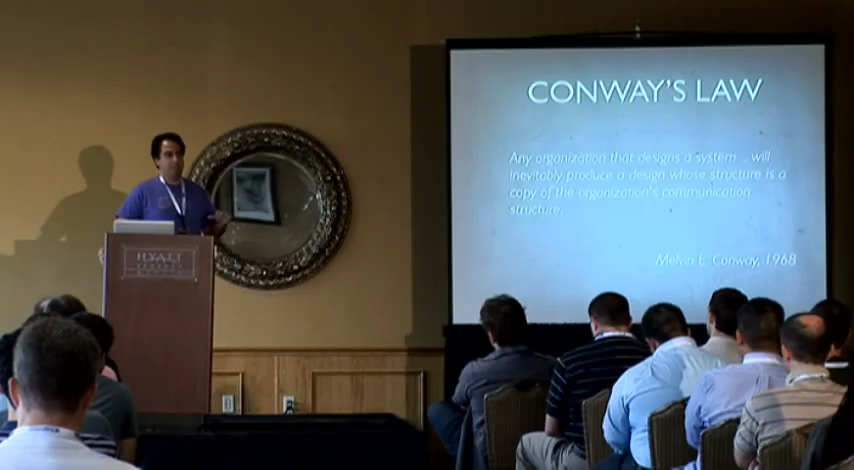 CONWAY'S LAW
Any organization that designs a system .. will
inevitably produce a design whose structure is a
copy of the organization's communication
structure.
Melvin E. Conway, 1968
HYATT
REGENCY